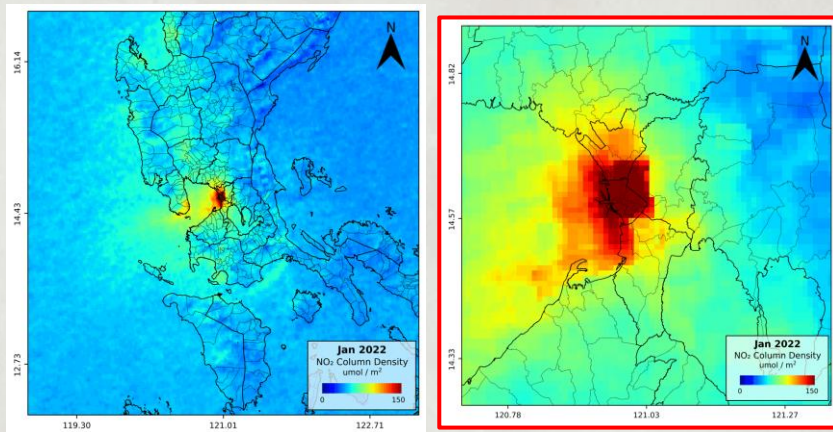 N
16.14
14.43
12.73
Jan 2022
NO₂ Column Density
umol / m²
0 150
119.30 121.01 122.71
N
14.82
14.57
14.33
Jan 2022
NO₂ Column Density
umol / m²
0 150
120.78 121.03 121.27